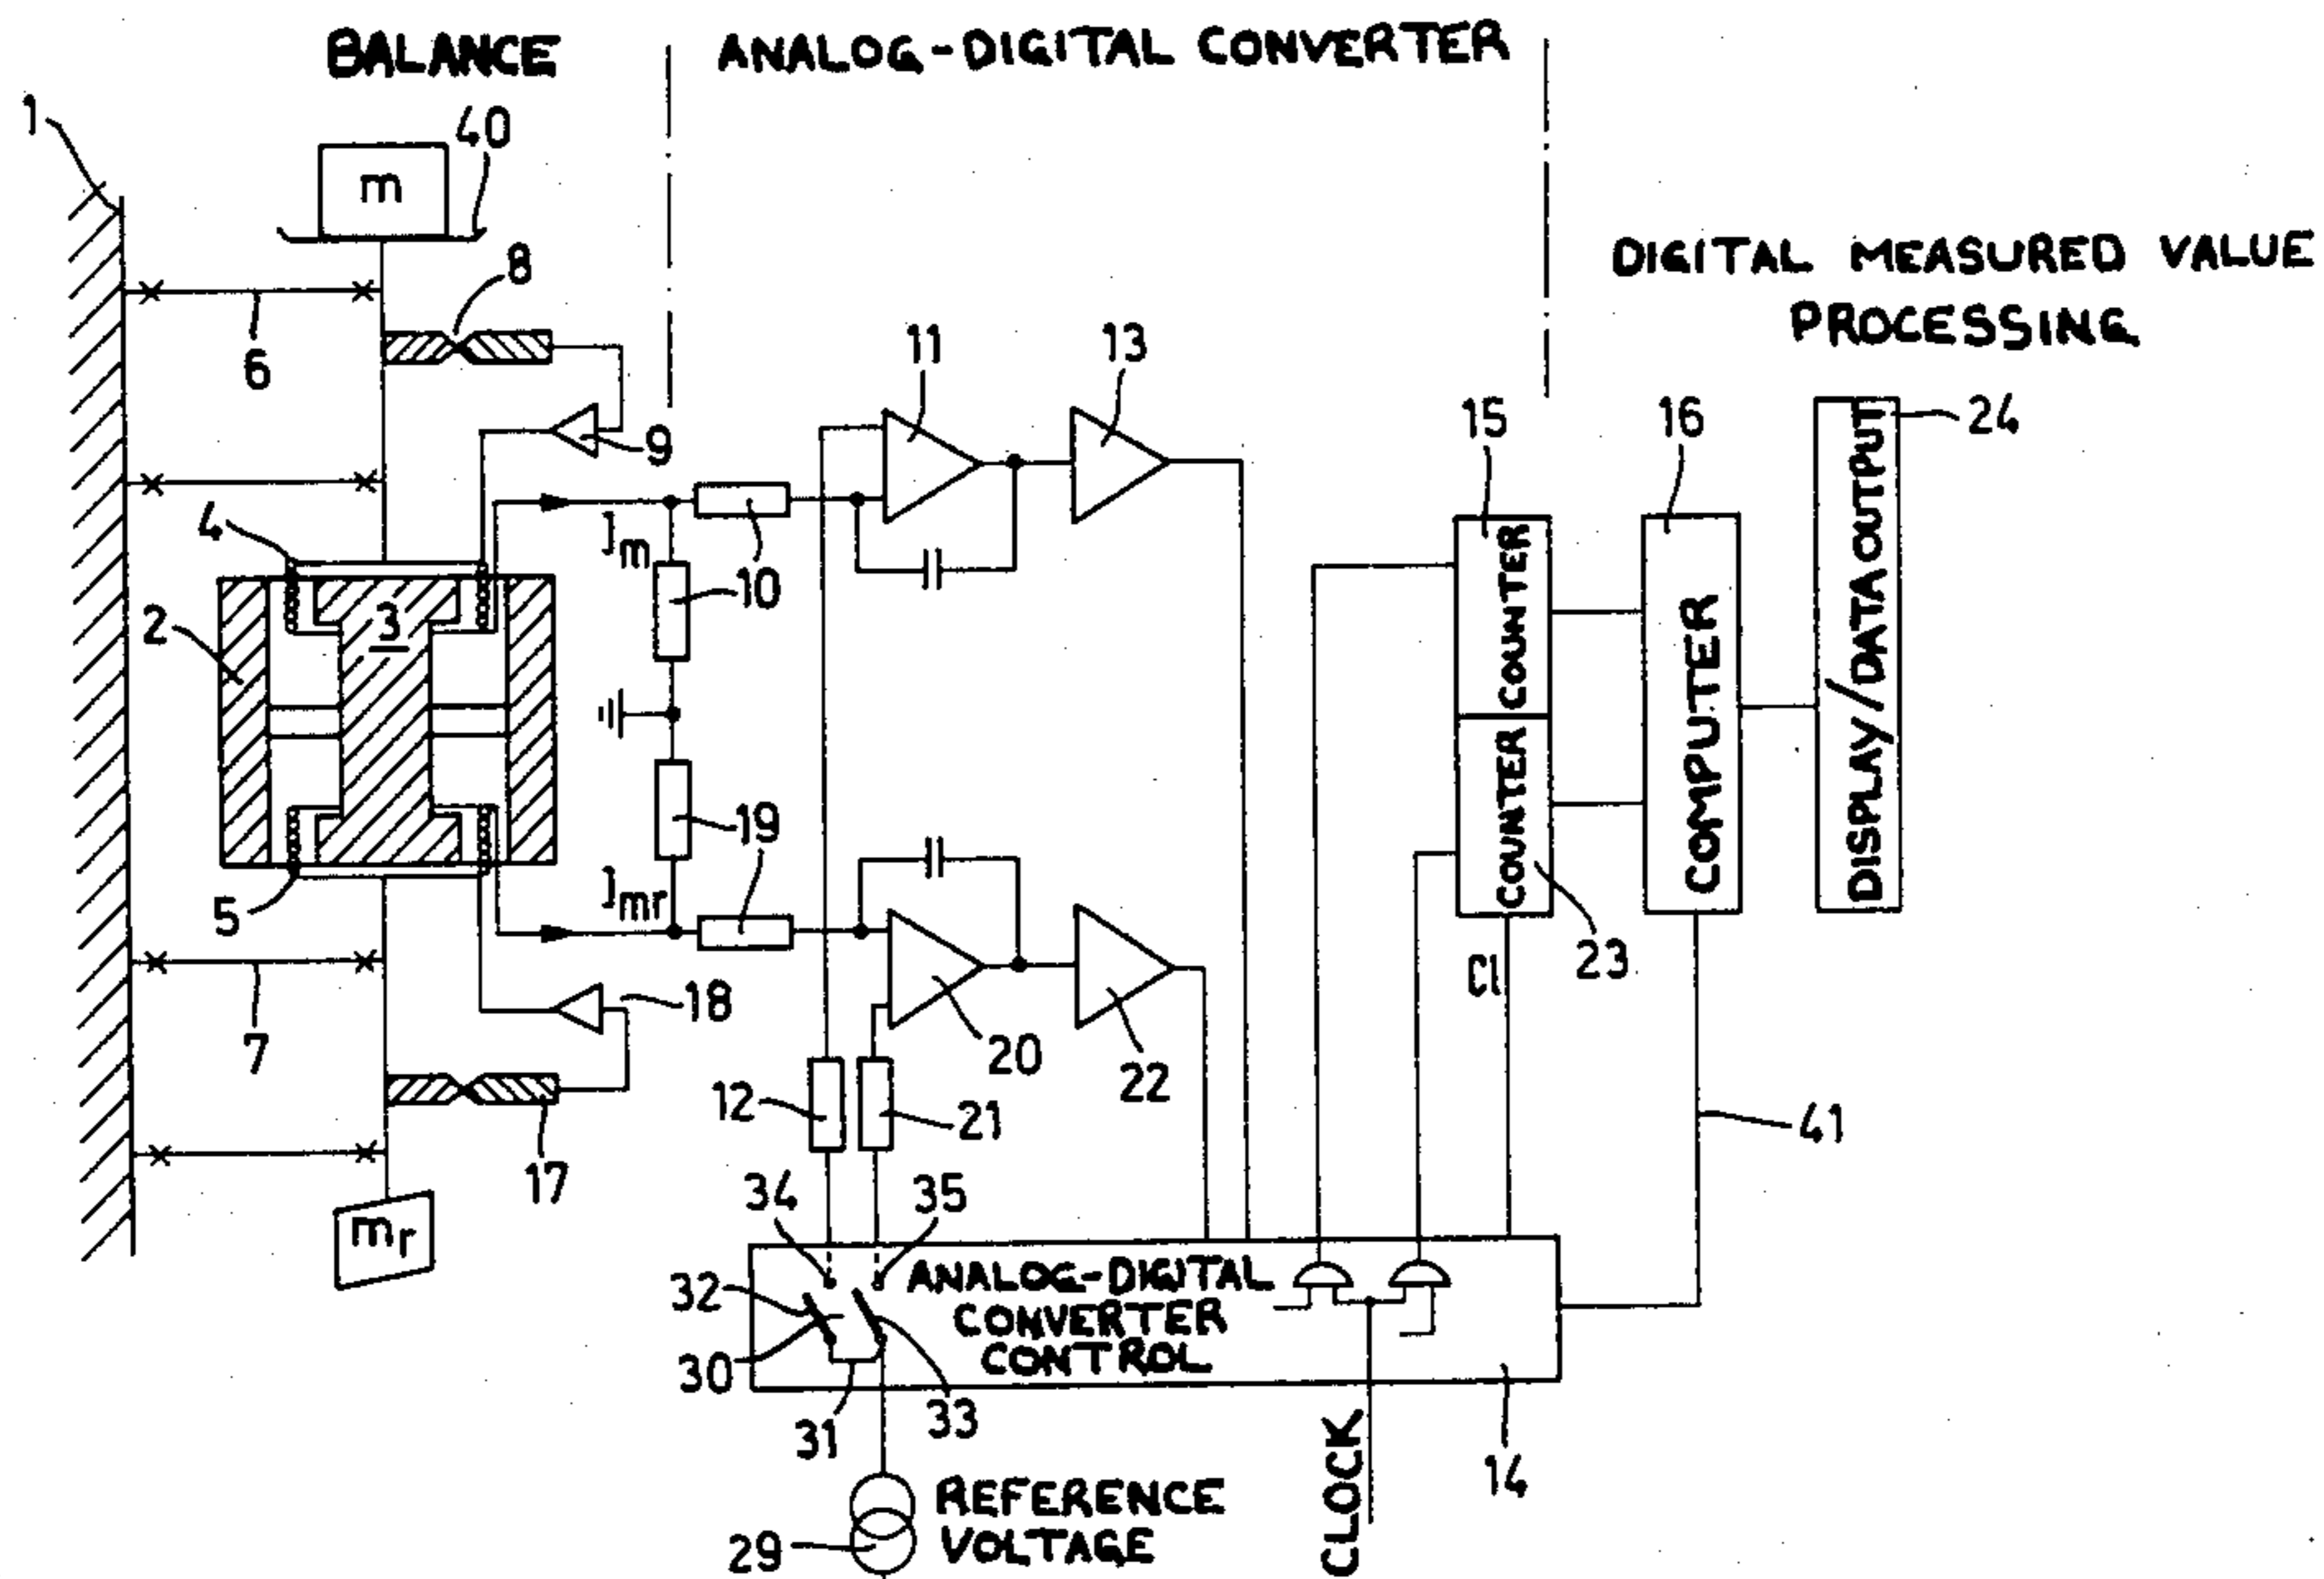 BALANCE
ANALOG-DIGITAL CONVERTER
DIGITAL MEASURED VALUE
PROCESSING
1
40
m
8
6
11
13
9
15
16
24
4
Im
10
2
3
COUNTER
COUNTER
COMPUTER
DISPLAY/DATA OUTPUT
19
Imr
5
23
Cl
7
18
20
22
12
21
41
17
34
35
mr
32
30
31
33
ANALOG-DIGITAL
CONVERTER
CONTROL
14
29
REFERENCE
VOLTAGE
CLOCK